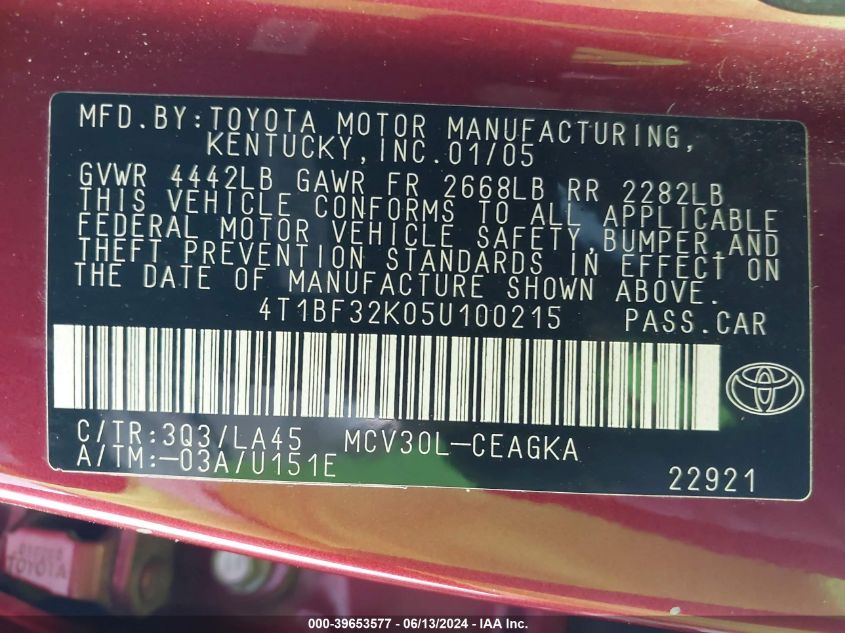 MFD.BY:TOYOTA MOTOR MANUFACTURING,
KENTUCKY,INC.01/05
GVWR 4442LB GAWR FR 2668LB RR 2282LB
THIS VEHICLE CONFORMS TO ALL APPLICABLE
FEDERAL MOTOR VEHICLE SAFETY,BUMPER,AND
THEFT PREVENTION STANDARDS IN EFFECT ON
THE DATE OF MANUFACTURE SHOWN ABOVE.
4T1BF32K05U100215 PASS.CAR
C/TR:3Q3/LA45 MCV30L-CEAGKA
A/TM:-03A/U151E
22921
TOYOTA
000-39653577 - 06/13/2024 - IAA Inc.